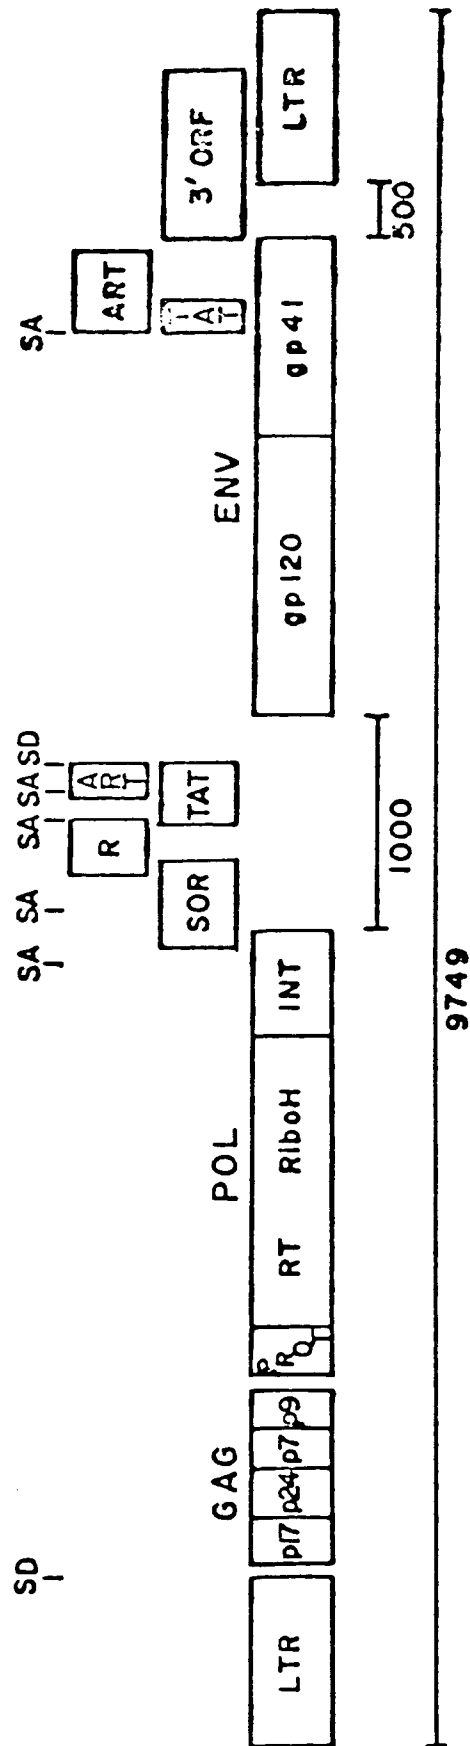 SD SA SA SA SA SD SA
R ART ART
SOR TAT TAT 3' ORF
GAG POL ENV
LTR p17 p24 p7 p9 PROT RT RiboH INT gp120 gp41 LTR
1000 500
9749